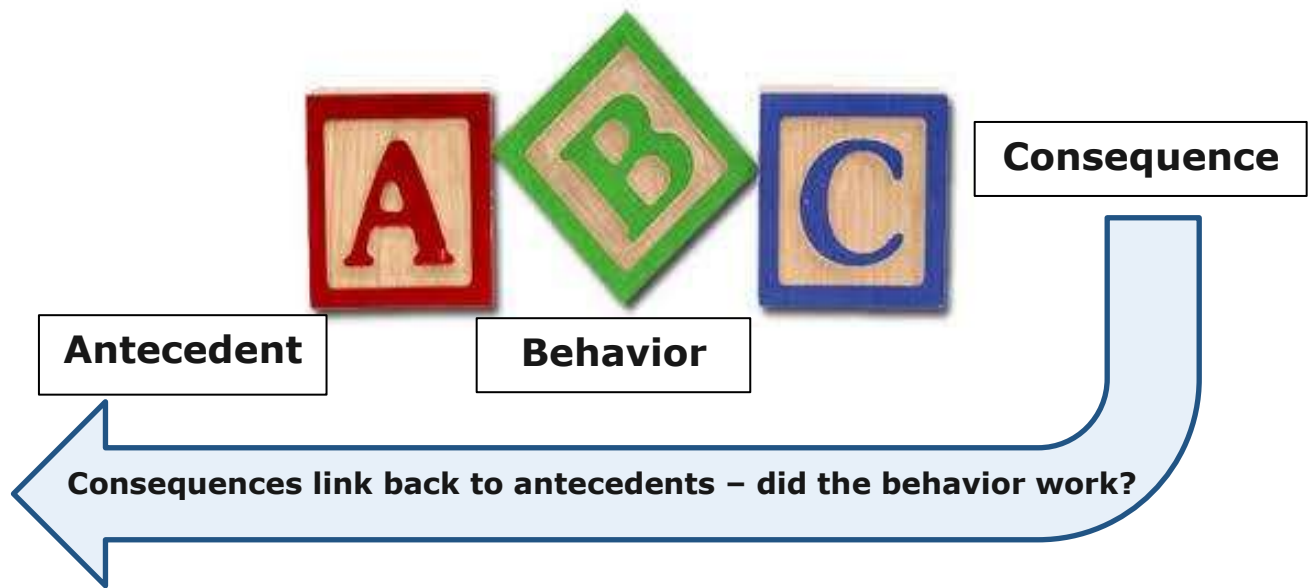 A B C
Consequence
Antecedent
Behavior
Consequences link back to antecedents – did the behavior work?